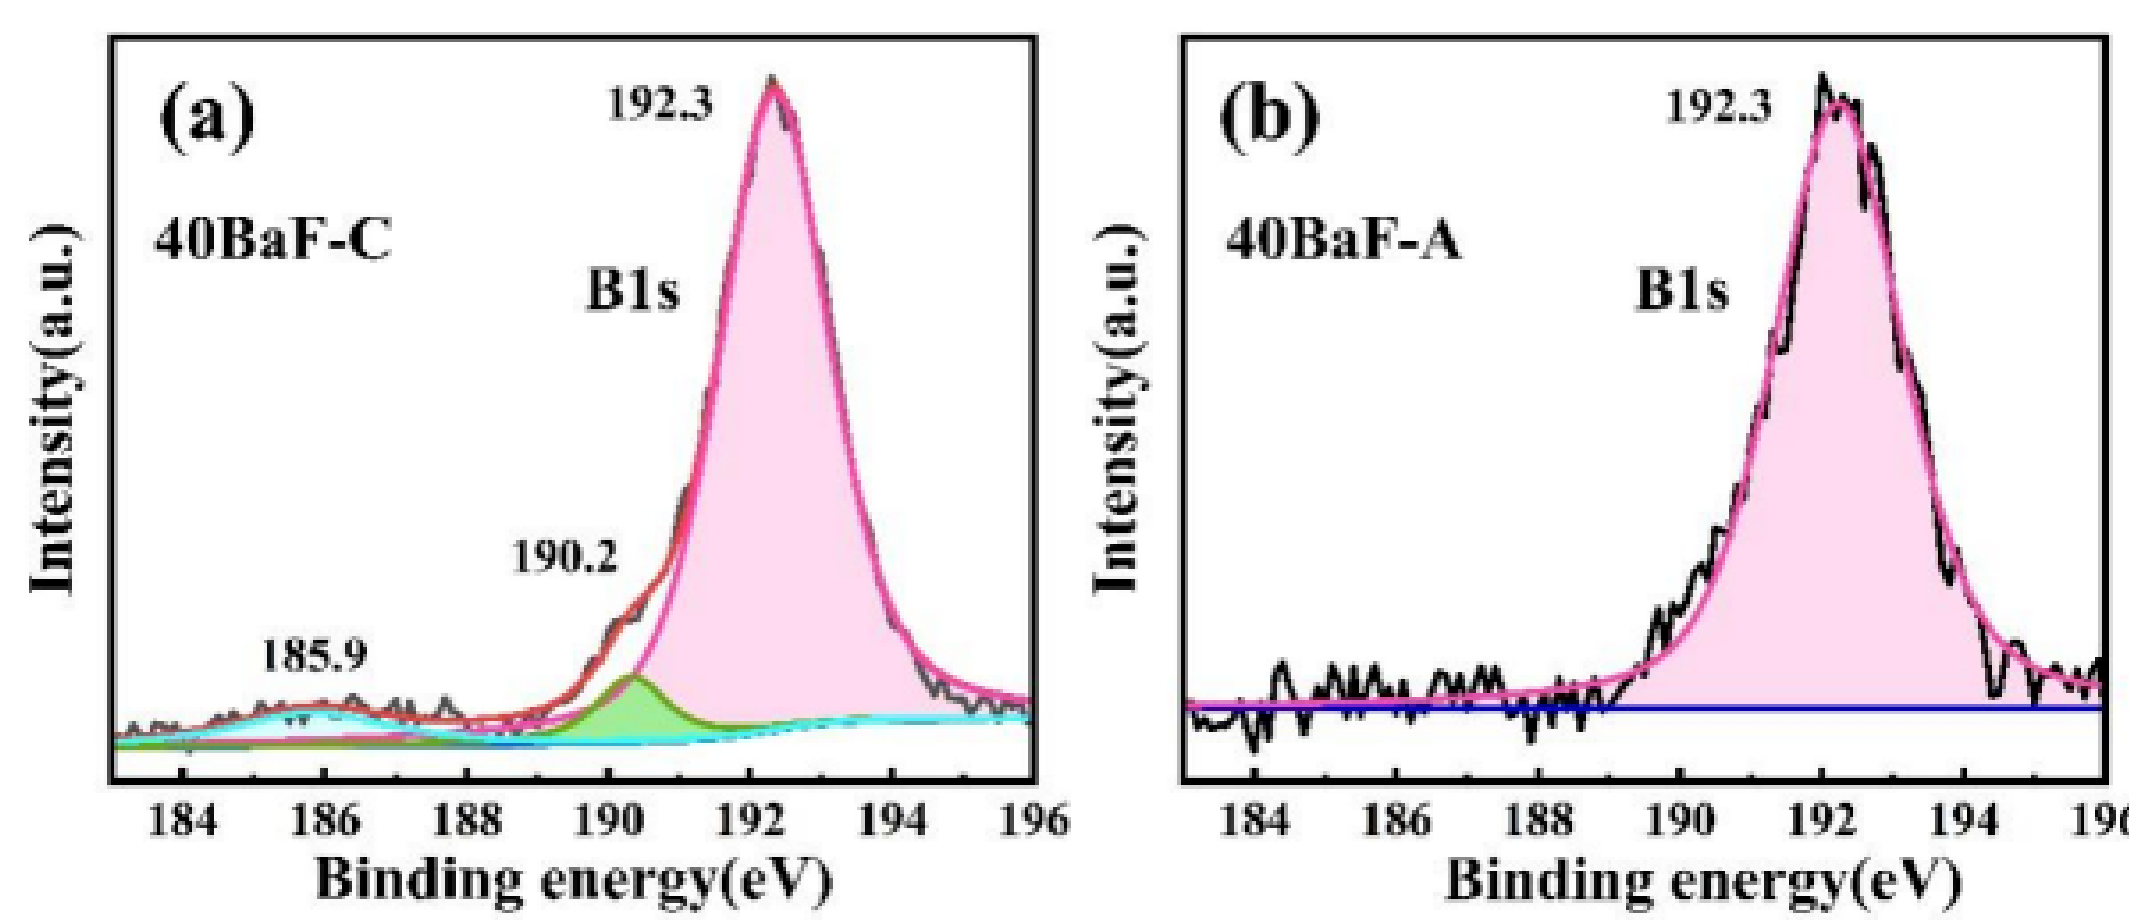 (a)
192.3
40BaF-C
B1s
190.2
185.9
Intensity(a.u.)
184 186 188 190 192 194 196
Binding energy(eV)
(b)
192.3
40BaF-A
B1s
Intensity(a.u.)
184 186 188 190 192 194 196
Binding energy(eV)